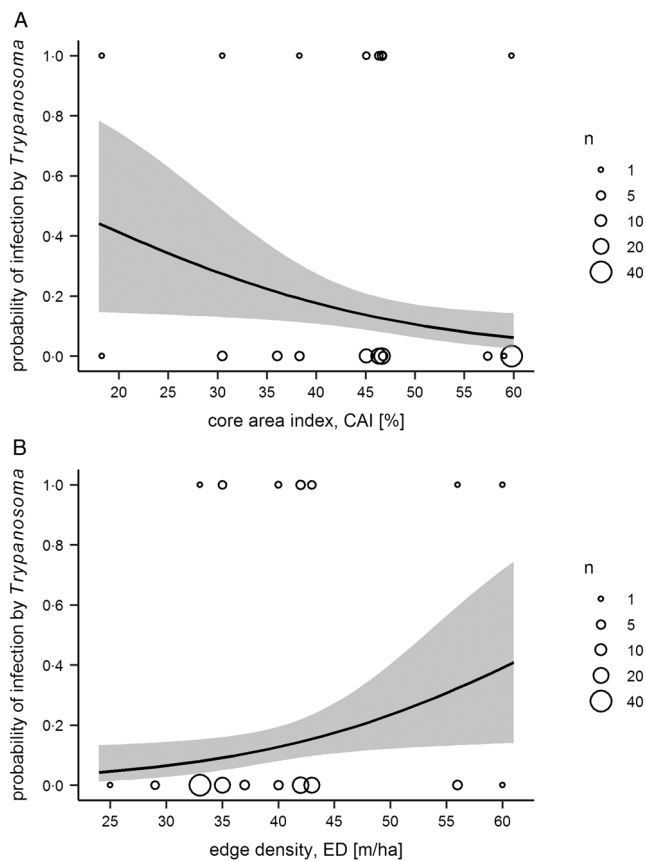 A
probability of infection by Trypanosoma
1·0
0·8
0·6
0·4
0·2
0·0
20 25 30 35 40 45 50 55 60
core area index, CAI [%]
n
1
5
10
20
40
B
probability of infection by Trypanosoma
1·0
0·8
0·6
0·4
0·2
0·0
25 30 35 40 45 50 55 60
edge density, ED [m/ha]
n
1
5
10
20
40